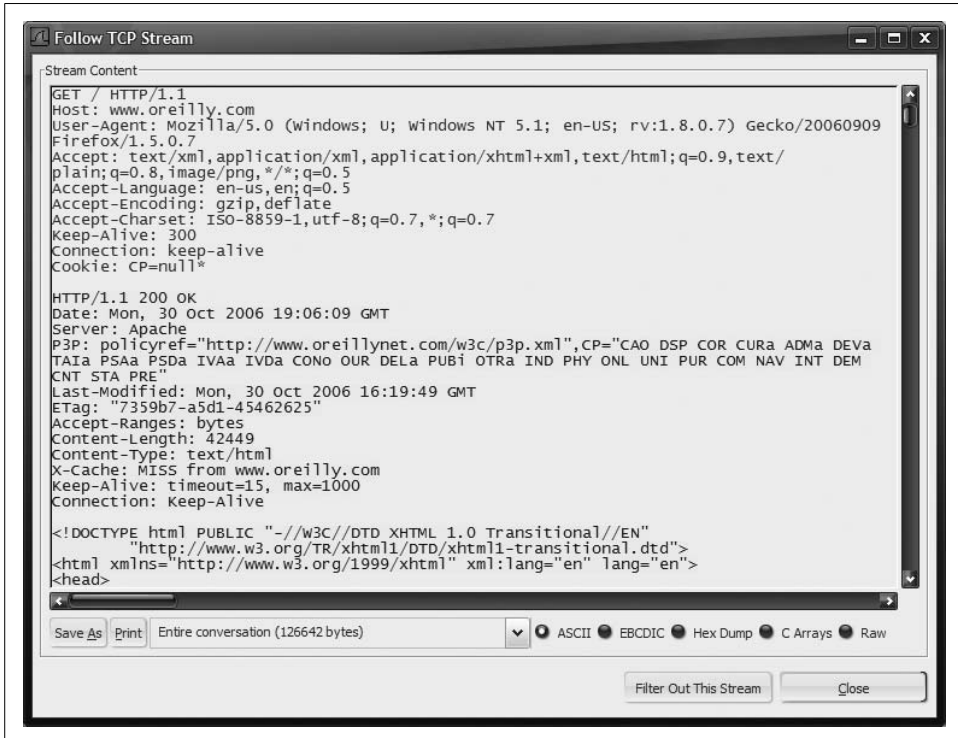 Follow TCP Stream
Stream Content
GET / HTTP/1.1
Host: www.oreilly.com
User-Agent: Mozilla/5.0 (Windows; U; Windows NT 5.1; en-US; rv:1.8.0.7) Gecko/20060909
Firefox/1.5.0.7
Accept: text/xml,application/xml,application/xhtml+xml,text/html;q=0.9,text/
plain;q=0.8,image/png,*/*;q=0.5
Accept-Language: en-us,en;q=0.5
Accept-Encoding: gzip,deflate
Accept-Charset: ISO-8859-1,utf-8;q=0.7,*;q=0.7
Keep-Alive: 300
Connection: keep-alive
Cookie: CP=null*
HTTP/1.1 200 OK
Date: Mon, 30 Oct 2006 19:06:09 GMT
Server: Apache
P3P: policyref="http://www.oreillynet.com/w3c/p3p.xml",CP="CAO DSP COR CURa ADMa DEVa
TAIa PSAa PSDa IVAa IVDa CONo OUR DELa PUBi OTRa IND PHY ONL UNI PUR COM NAV INT DEM
CNT STA PRE"
Last-Modified: Mon, 30 Oct 2006 16:19:49 GMT
ETag: "7359b7-a5d1-45462625"
Accept-Ranges: bytes
Content-Length: 42449
Content-Type: text/html
X-Cache: MISS from www.oreilly.com
Keep-Alive: timeout=15, max=1000
Connection: Keep-Alive
<!DOCTYPE html PUBLIC "-//W3C//DTD XHTML 1.0 Transitional//EN"
"http://www.w3.org/TR/xhtml1/DTD/xhtml1-transitional.dtd">
<html xmlns="http://www.w3.org/1999/xhtml" xml:lang="en" lang="en">
<head>
Save As Print Entire conversation (126642 bytes) ASCII EBCDIC Hex Dump C Arrays Raw
Filter Out This Stream Close